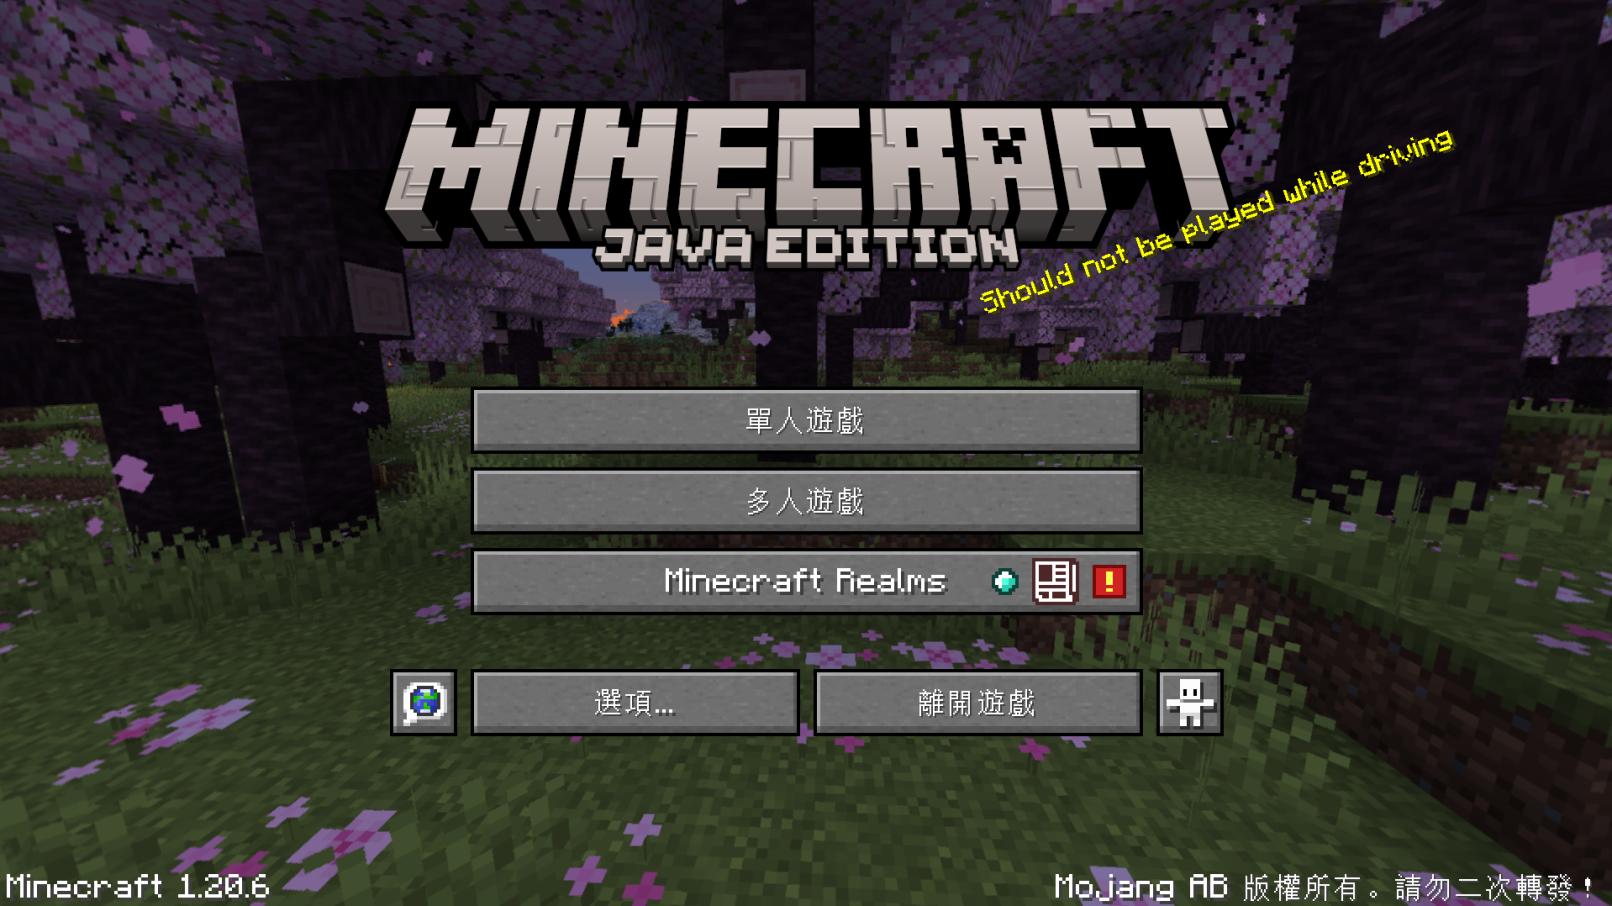 MINECRAFT
JAVA EDITION
Should not be played while driving
單人遊戲
多人遊戲
Minecraft Realms
選項...
離開遊戲
Minecraft 1.20.6
Mojang AB 版權所有。請勿二次轉發！